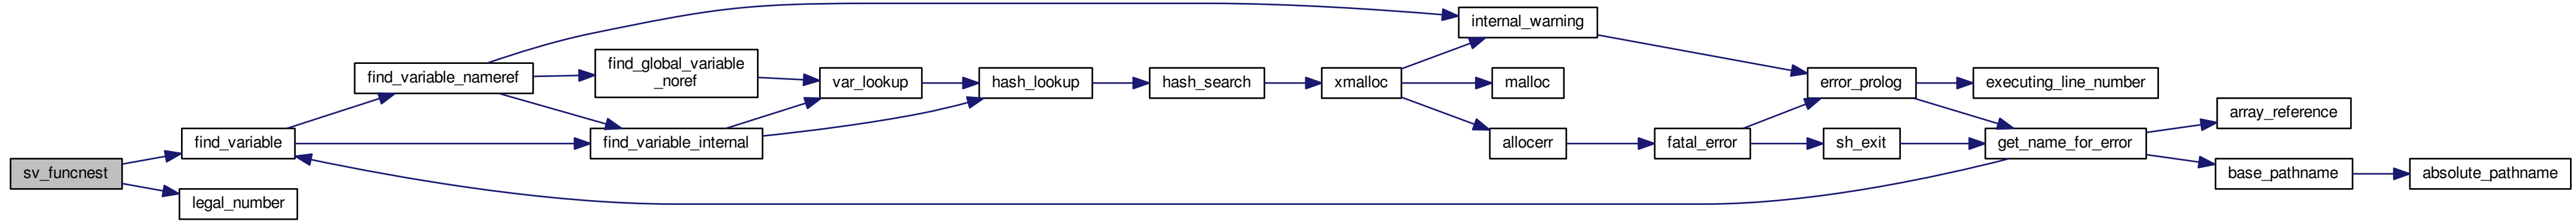 sv_funcnest
find_variable
legal_number
find_variable_nameref
find_global_variable
_noref
find_variable_internal
var_lookup
hash_lookup
hash_search
xmalloc
internal_warning
malloc
allocerr
fatal_error
error_prolog
sh_exit
executing_line_number
get_name_for_error
array_reference
base_pathname
absolute_pathname